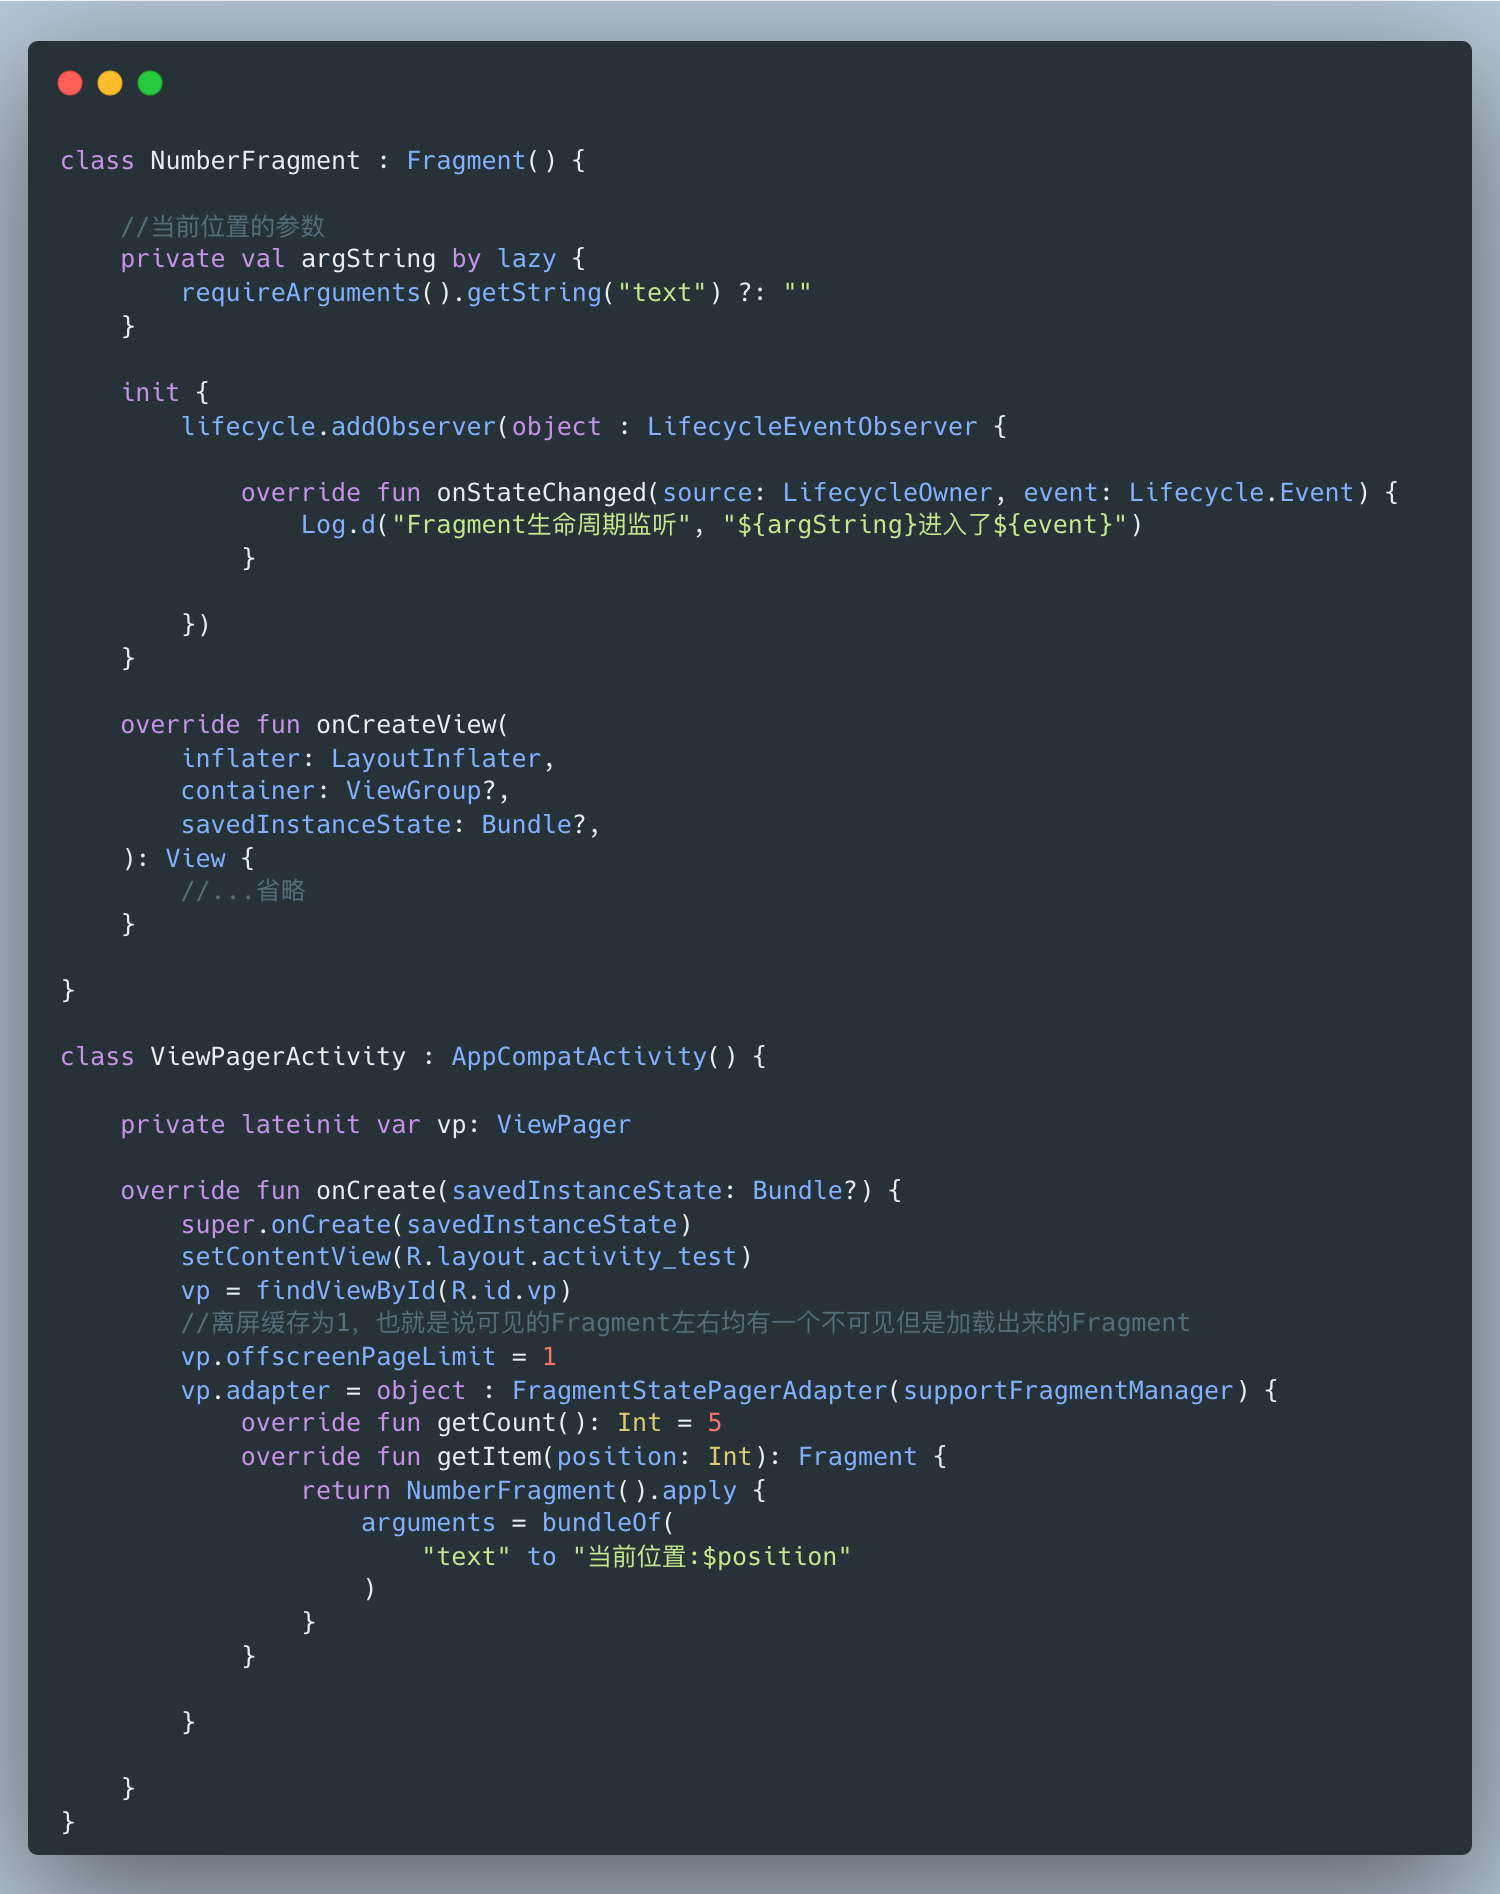 class NumberFragment : Fragment() {
    //当前位置的参数
    private val argString by lazy {
        requireArguments().getString("text") ?: ""
    }
    init {
        lifecycle.addObserver(object : LifecycleEventObserver {
            override fun onStateChanged(source: LifecycleOwner, event: Lifecycle.Event) {
                Log.d("Fragment生命周期监听", "${argString}进入了${event}")
            }
        })
    }
    override fun onCreateView(
        inflater: LayoutInflater,
        container: ViewGroup?,
        savedInstanceState: Bundle?,
    ): View {
        //...省略
    }
}
class ViewPagerActivity : AppCompatActivity() {
    private lateinit var vp: ViewPager
    override fun onCreate(savedInstanceState: Bundle?) {
        super.onCreate(savedInstanceState)
        setContentView(R.layout.activity_test)
        vp = findViewById(R.id.vp)
        //离屏缓存为1，也就是说可见的Fragment左右均有一个不可见但是加载出来的Fragment
        vp.offscreenPageLimit = 1
        vp.adapter = object : FragmentStatePagerAdapter(supportFragmentManager) {
            override fun getCount(): Int = 5
            override fun getItem(position: Int): Fragment {
                return NumberFragment().apply {
                    arguments = bundleOf(
                        "text" to "当前位置:$position"
                    )
                }
            }
        }
    }
}